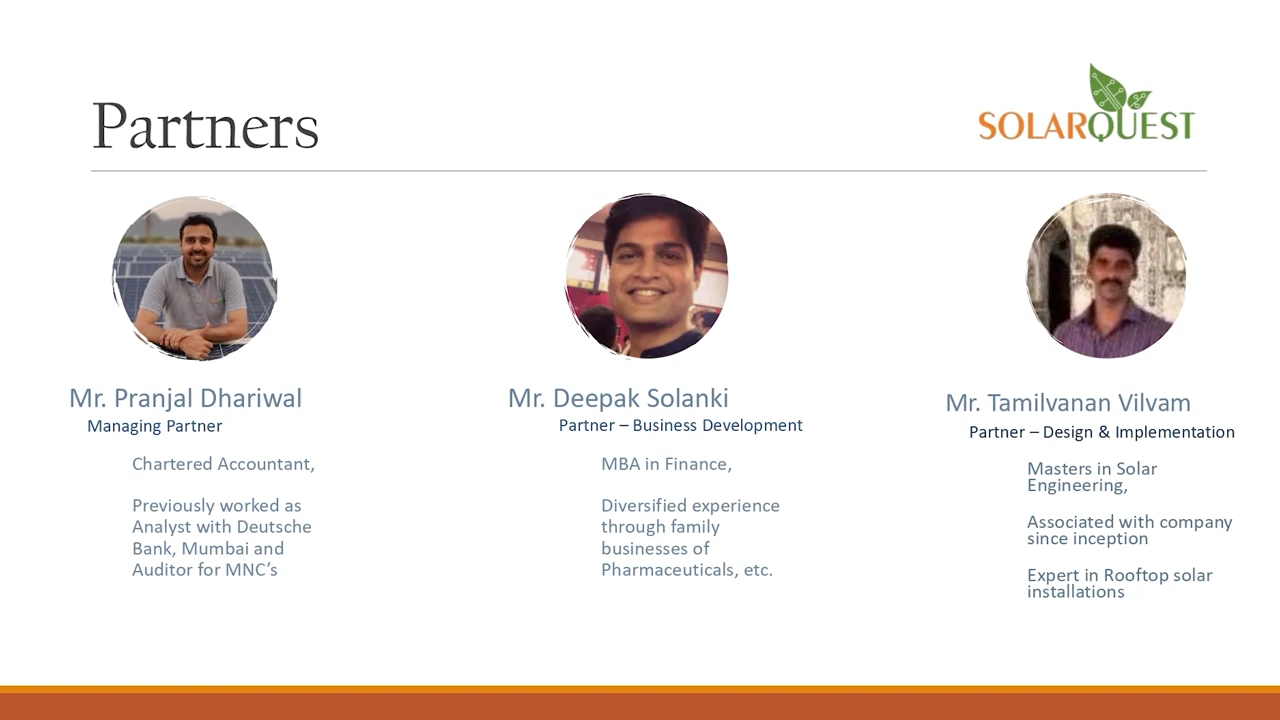 Partners
SOLARQUEST
Mr. Pranjal Dhariwal
Managing Partner
Chartered Accountant,
Previously worked as
Analyst with Deutsche
Bank, Mumbai and
Auditor for MNC’s
Mr. Deepak Solanki
Partner – Business Development
MBA in Finance,
Diversified experience
through family
businesses of
Pharmaceuticals, etc.
Mr. Tamilvanan Vilvam
Partner – Design & Implementation
Masters in Solar
Engineering,
Associated with company
since inception
Expert in Rooftop solar
installations